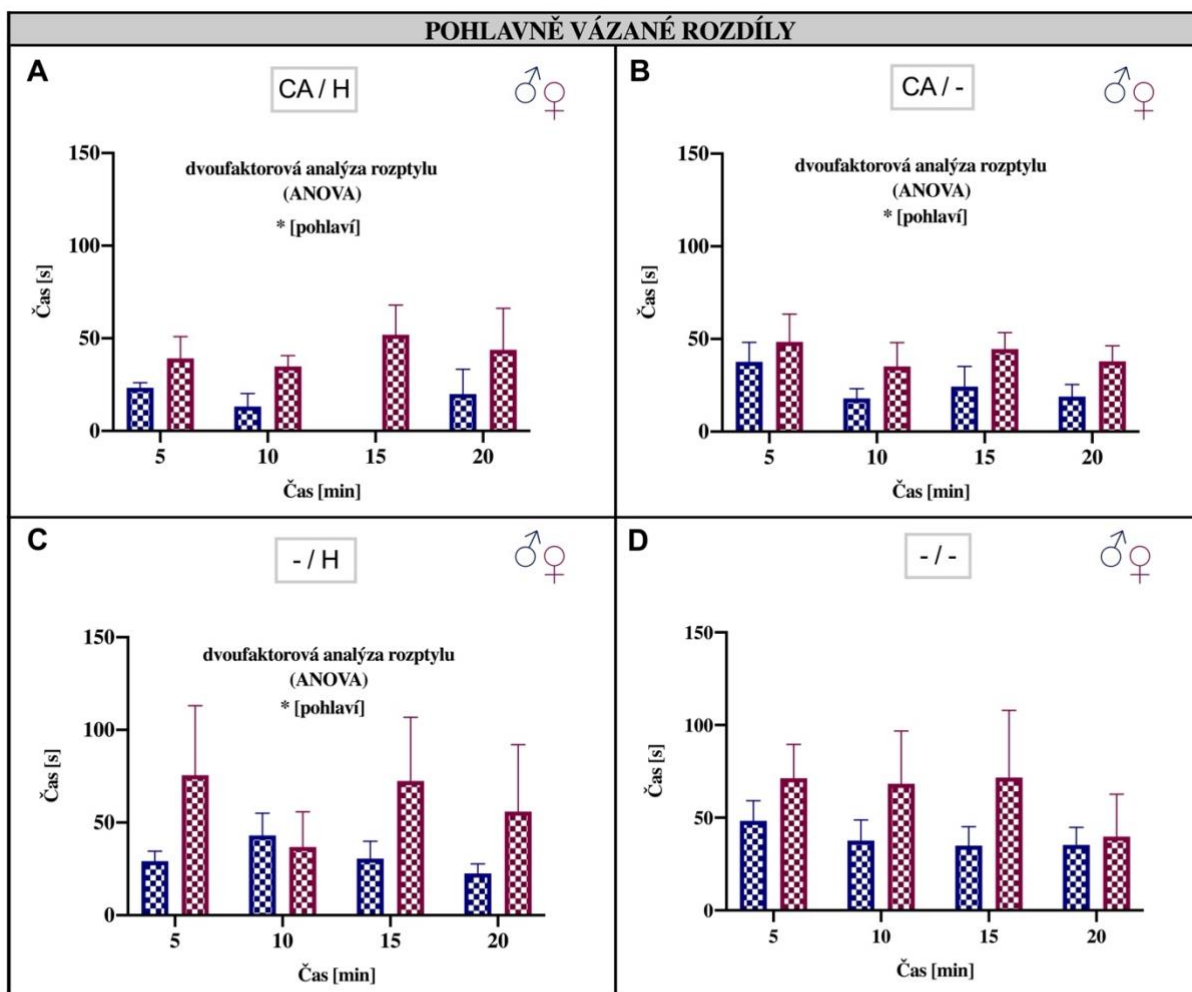 POHLAVNĚ VÁZANÉ ROZDÍLY
A
CA / H
150
100
50
0
Čas [s]
dvoufaktorová analýza rozptylu
(ANOVA)
* [pohlaví]
5 10 15 20
Čas [min]
B
CA / -
150
100
50
0
Čas [s]
dvoufaktorová analýza rozptylu
(ANOVA)
* [pohlaví]
5 10 15 20
Čas [min]
C
- / H
150
100
50
0
Čas [s]
dvoufaktorová analýza rozptylu
(ANOVA)
* [pohlaví]
5 10 15 20
Čas [min]
D
- / -
150
100
50
0
Čas [s]
5 10 15 20
Čas [min]